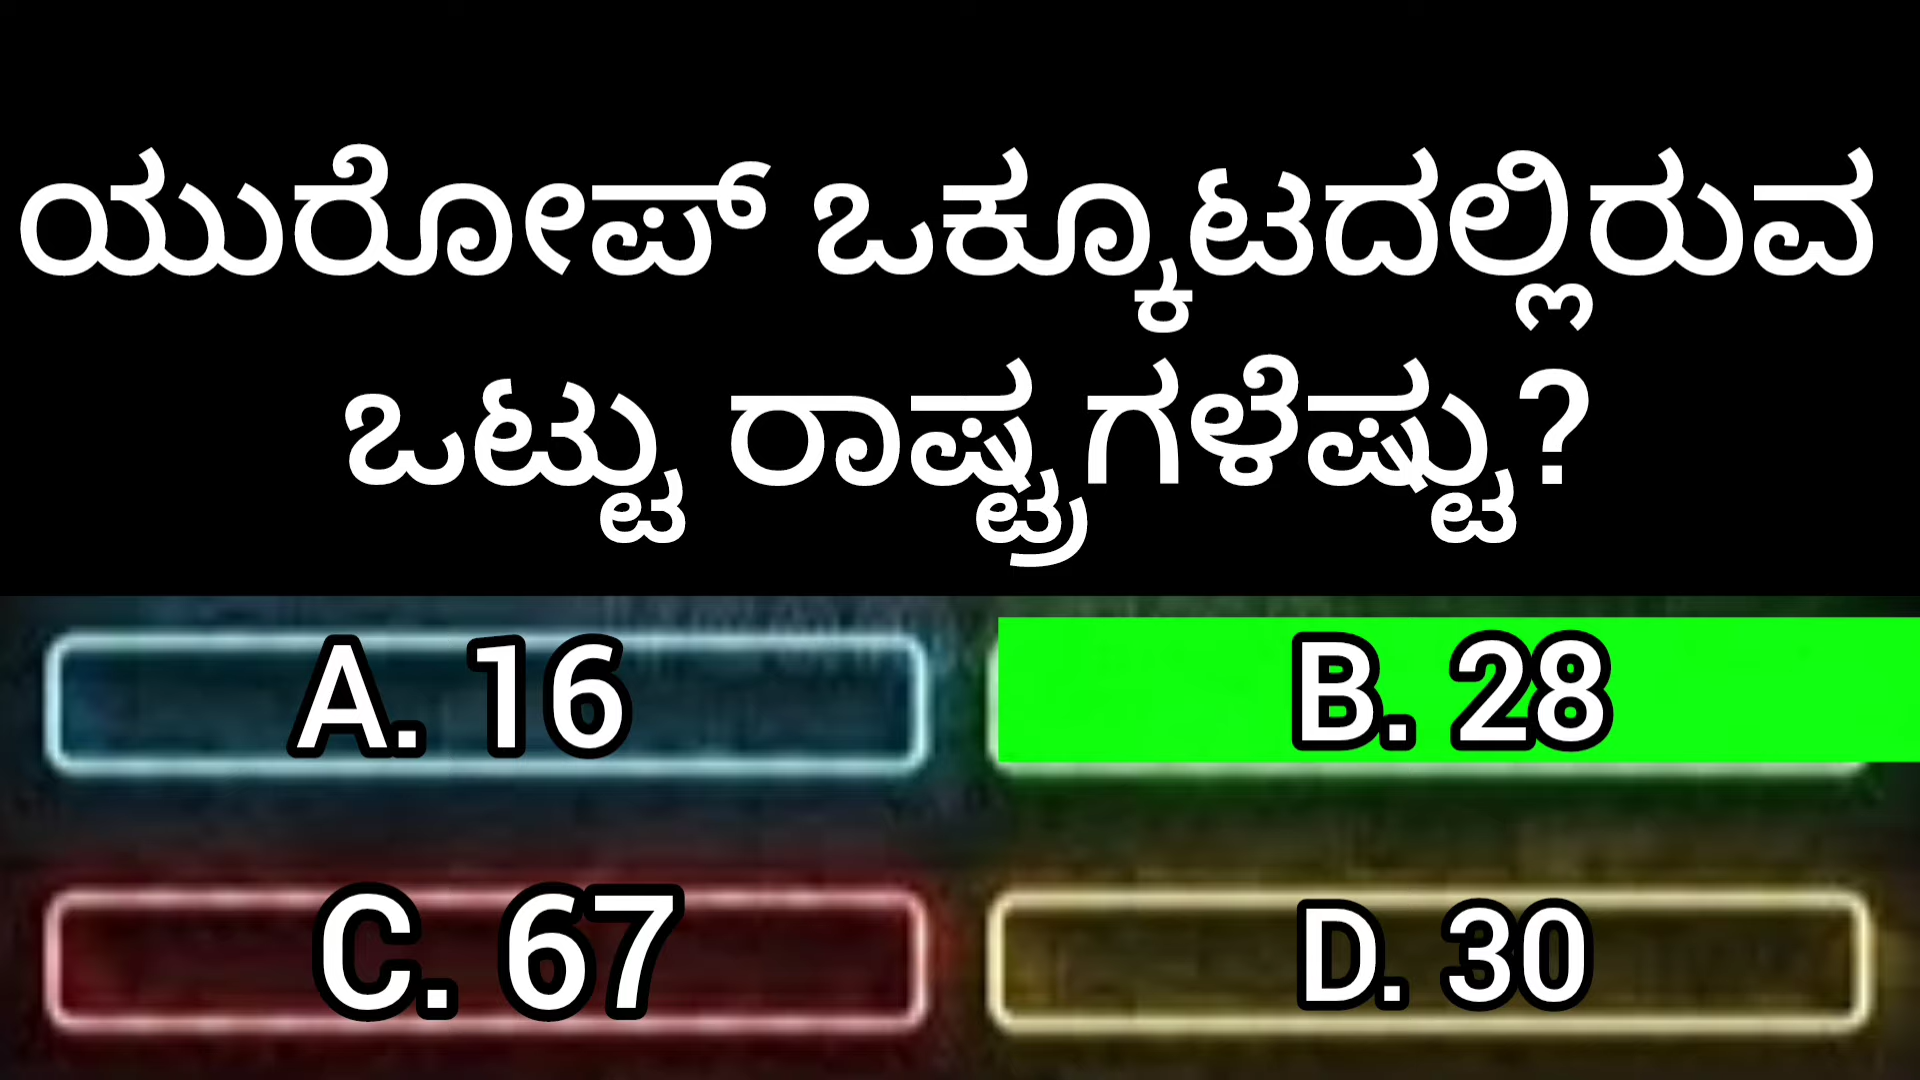 ಯುರೋಪ್ ಒಕ್ಕೂಟದಲ್ಲಿರುವ
ಒಟ್ಟು ರಾಷ್ಟ್ರಗಳೆಷ್ಟು?
A. 16
B. 28
C. 67
D. 30